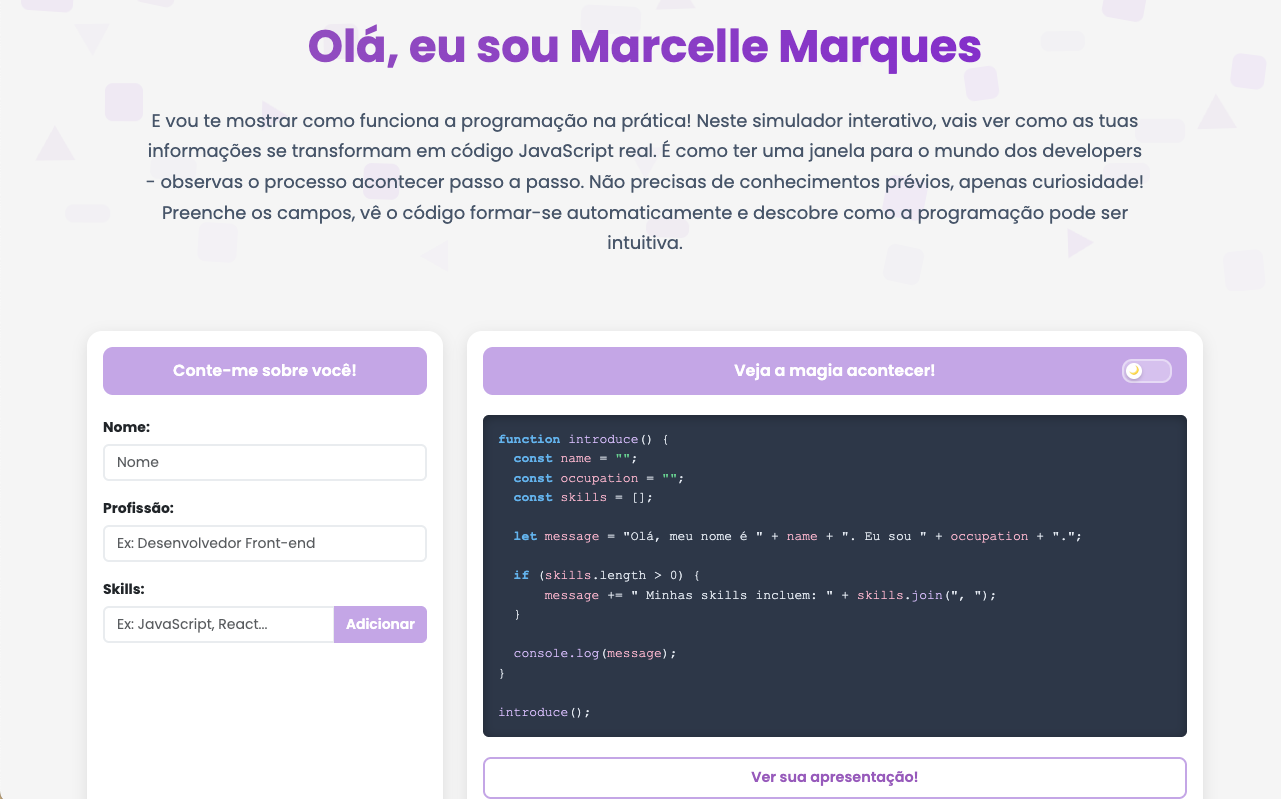 Olá, eu sou Marcelle Marques
E vou te mostrar como funciona a programação na prática! Neste simulador interativo, vais ver como as tuas
informações se transformam em código JavaScript real. É como ter uma janela para o mundo dos developers
- observas o processo acontecer passo a passo. Não precisas de conhecimentos prévios, apenas curiosidade!
Preenche os campos, vê o código formar-se automaticamente e descobre como a programação pode ser
intuitiva.
Conte-me sobre você!
Nome:
Nome
Profissão:
Ex: Desenvolvedor Front-end
Skills:
Ex: JavaScript, React...
Adicionar
Veja a magia acontecer!
function introduce() {
  const name = "";
  const occupation = "";
  const skills = [];

  let message = "Olá, meu nome é " + name + ". Eu sou " + occupation + ".";

  if (skills.length > 0) {
      message += " Minhas skills incluem: " + skills.join(", ");
  }

  console.log(message);
}

introduce();
Ver sua apresentação!